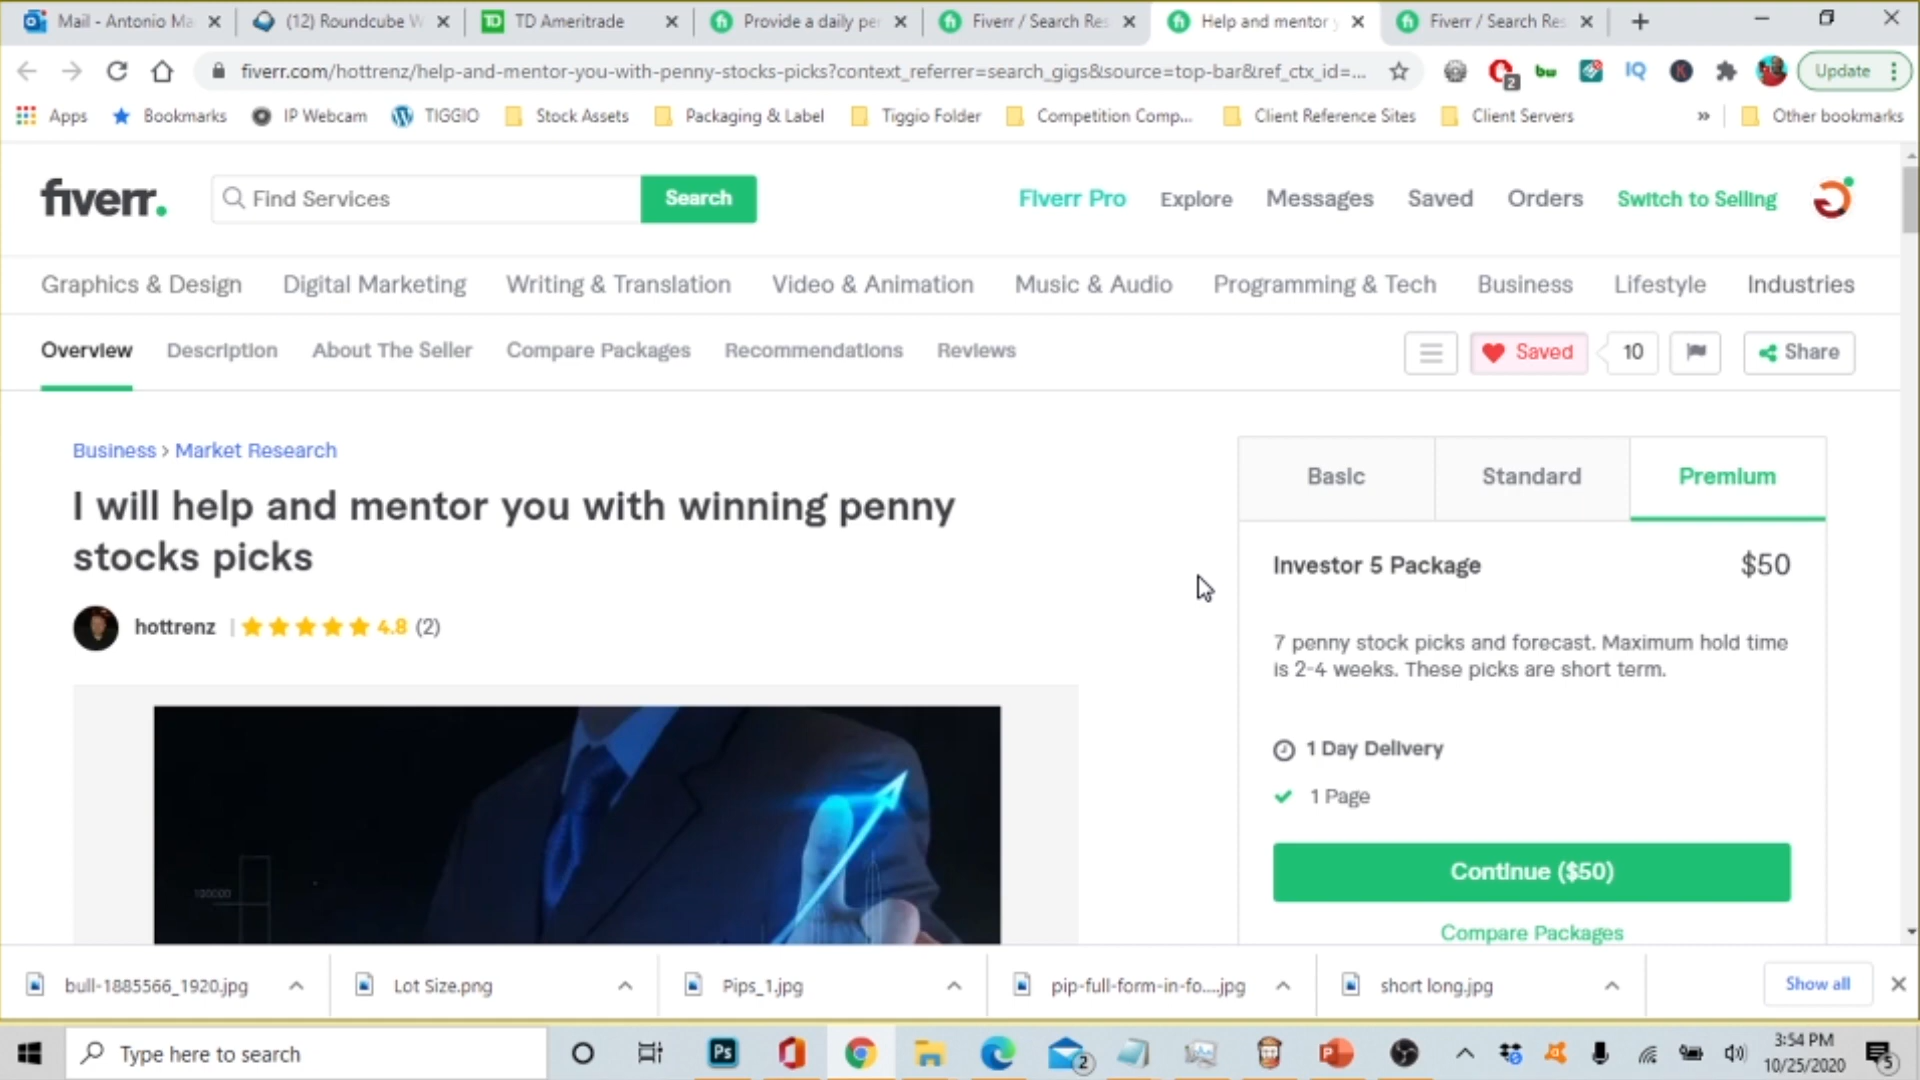 Mail - Antonio Ma
(12) Roundcube W
TD Ameritrade
Provide a daily pe
Fiverr / Search Res
Help and mentor y
Fiverr / Search Res
fiverr.com/hottrenz/help-and-mentor-you-with-penny-stocks-picks?context_referrer=search_gigs&source=top-bar&ref_ctx_id=...
2
bw
IQ
K
Update
Apps
Bookmarks
IP Webcam
TIGGIO
Stock Assets
Packaging & Label
Tiggio Folder
Competition Comp...
Client Reference Sites
Client Servers
»
Other bookmarks
fiverr.
Find Services
Search
Fiverr Pro
Explore
Messages
Saved
Orders
Switch to Selling
Graphics & Design
Digital Marketing
Writing & Translation
Video & Animation
Music & Audio
Programming & Tech
Business
Lifestyle
Industries
Overview
Description
About The Seller
Compare Packages
Recommendations
Reviews
Saved
10
Share
Business > Market Research
I will help and mentor you with winning penny
stocks picks
hottrenz | 4.8 (2)
Basic
Standard
Premium
Investor 5 Package
$50
7 penny stock picks and forecast. Maximum hold time
is 2-4 weeks. These picks are short term.
1 Day Delivery
1 Page
Continue ($50)
Compare Packages
100000
bull-1885566_1920.jpg
Lot Size.png
Pips_1.jpg
pip-full-form-in-fo....jpg
short long.jpg
Show all
Type here to search
Ps
2
3:54 PM
10/25/2020
5